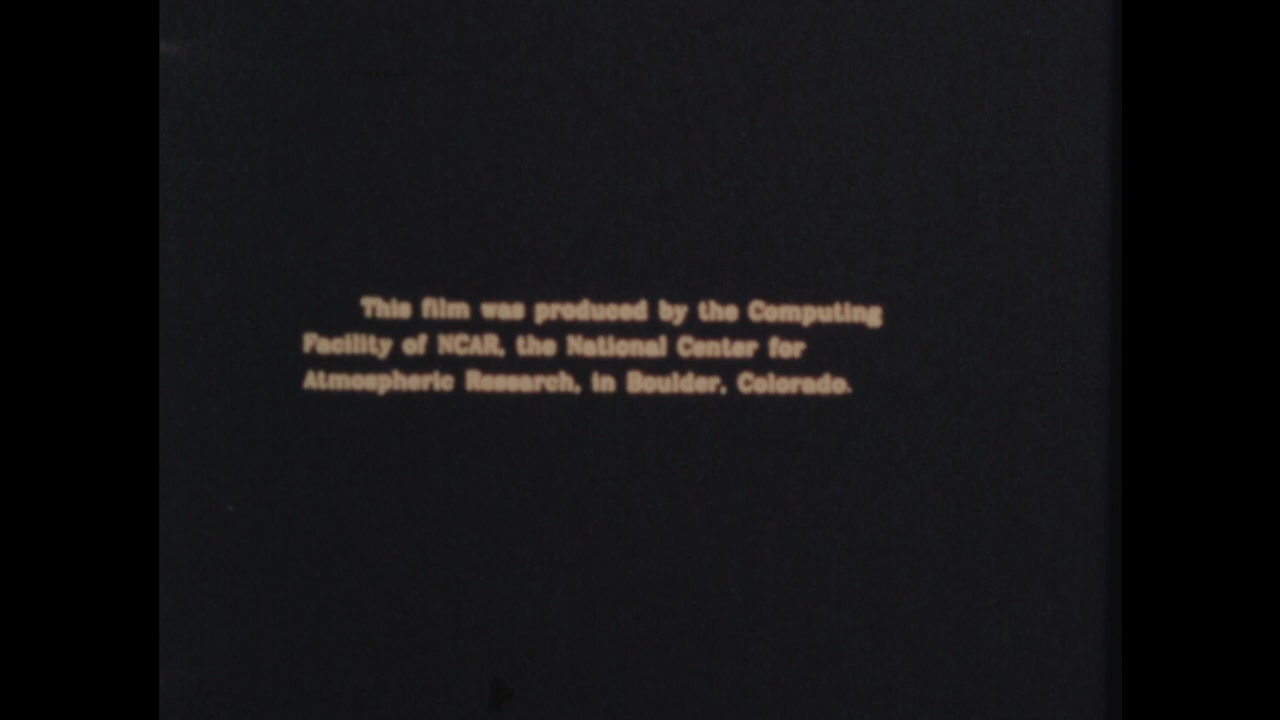 This film was produced by the Computing
Facility of NCAR, the National Center for
Atmospheric Research, in Boulder, Colorado.